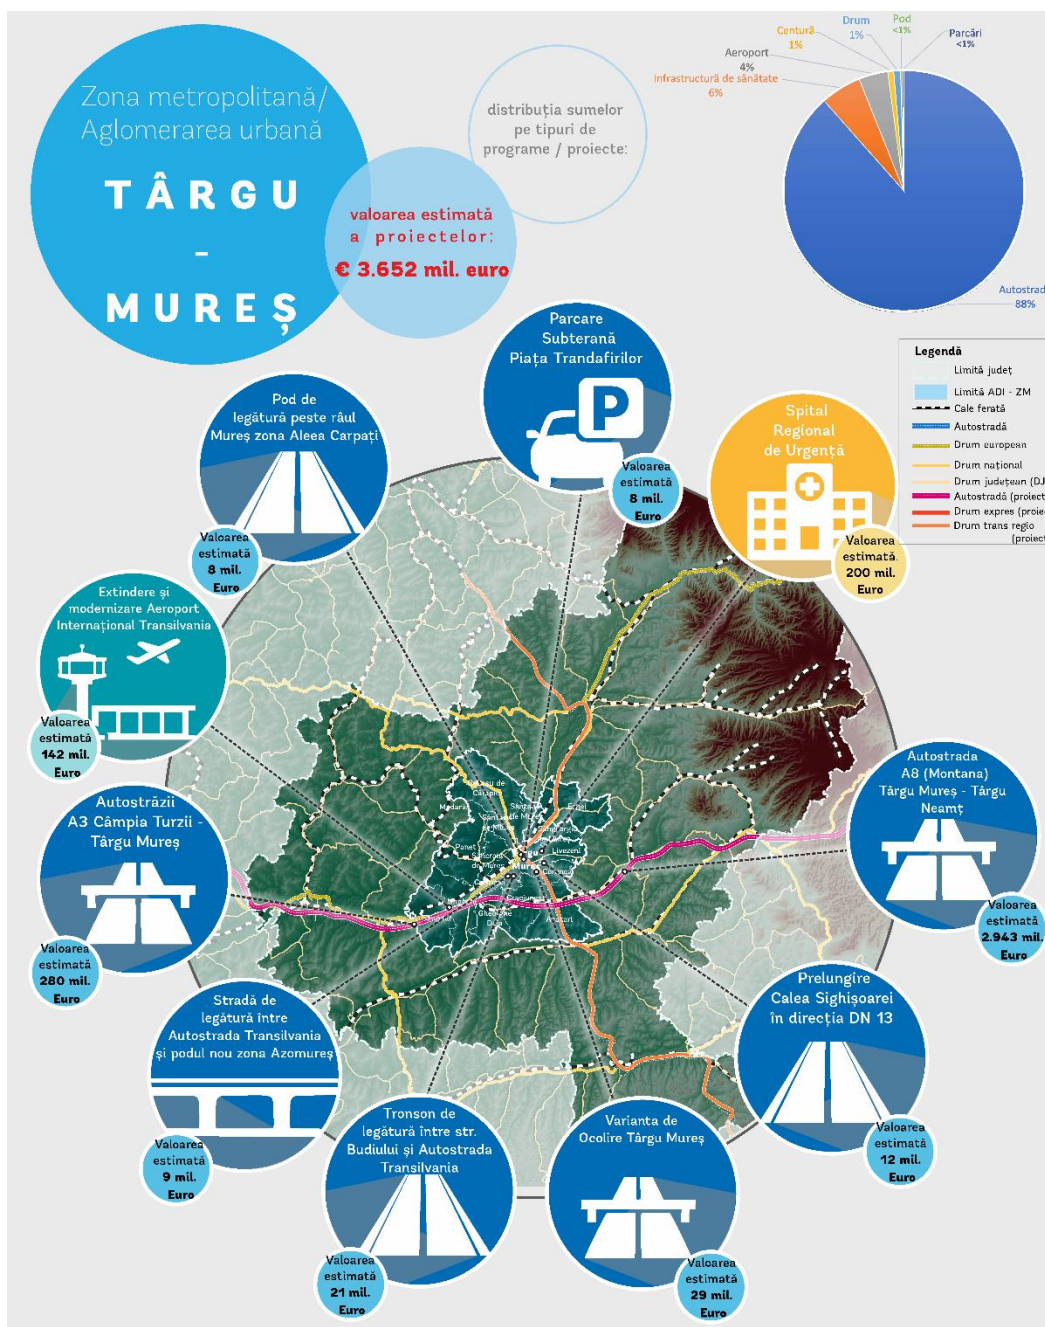 Zona metropolitană/
Aglomerarea urbană
TÂRGU
-
MUREȘ
valoarea estimată
a proiectelor:
€ 3.652 mil. euro
distribuția sumelor
pe tipuri de
programe / proiecte:
Centură
1%
Drum
1%
Pod
<1%
Parcări
<1%
Aeroport
4%
Infrastructură de sănătate
6%
Autostrad
88%
Legendă
Limită județ
Limită ADI - ZM
Cale ferată
Autostradă
Drum european
Drum național
Drum județean (DJ
Autostradă (proiect
Drum expres (proie
Drum trans regio
(proiect
Parcare
Subterană
Piața Trandafirilor
Valoarea
estimată
8 mil.
Euro
Pod de
legătură peste râul
Mureș zona Aleea Carpați
Valoarea
estimată
8 mil.
Euro
Spital
Regional
de Urgență
Valoarea
estimată
200 mil.
Euro
Extindere și
modernizare Aeroport
Internațional Transilvania
Valoarea
estimată
142 mil.
Euro
Autostrăzii
A3 Câmpia Turzii -
Târgu Mureș
Valoarea
estimată
280 mil.
Euro
Autostrada
A8 (Montana)
Târgu Mureș - Târgu
Neamț
Valoarea
estimată
2.943 mil.
Euro
Band
Ernei
Livezeni
Stradă de
legătură între
Autostrada Transilvania
și podul nou zona Azomureș
Valoarea
estimată
9 mil.
Euro
Prelungire
Calea Sighișoarei
în direcția DN 13
Valoarea
estimată
12 mil.
Euro
Tronson de
legătură între str.
Budiului și Autostrada
Transilvania
Valoarea
estimată
21 mil.
Euro
Varianta de
Ocolire Târgu Mureș
Valoarea
estimată
29 mil.
Euro